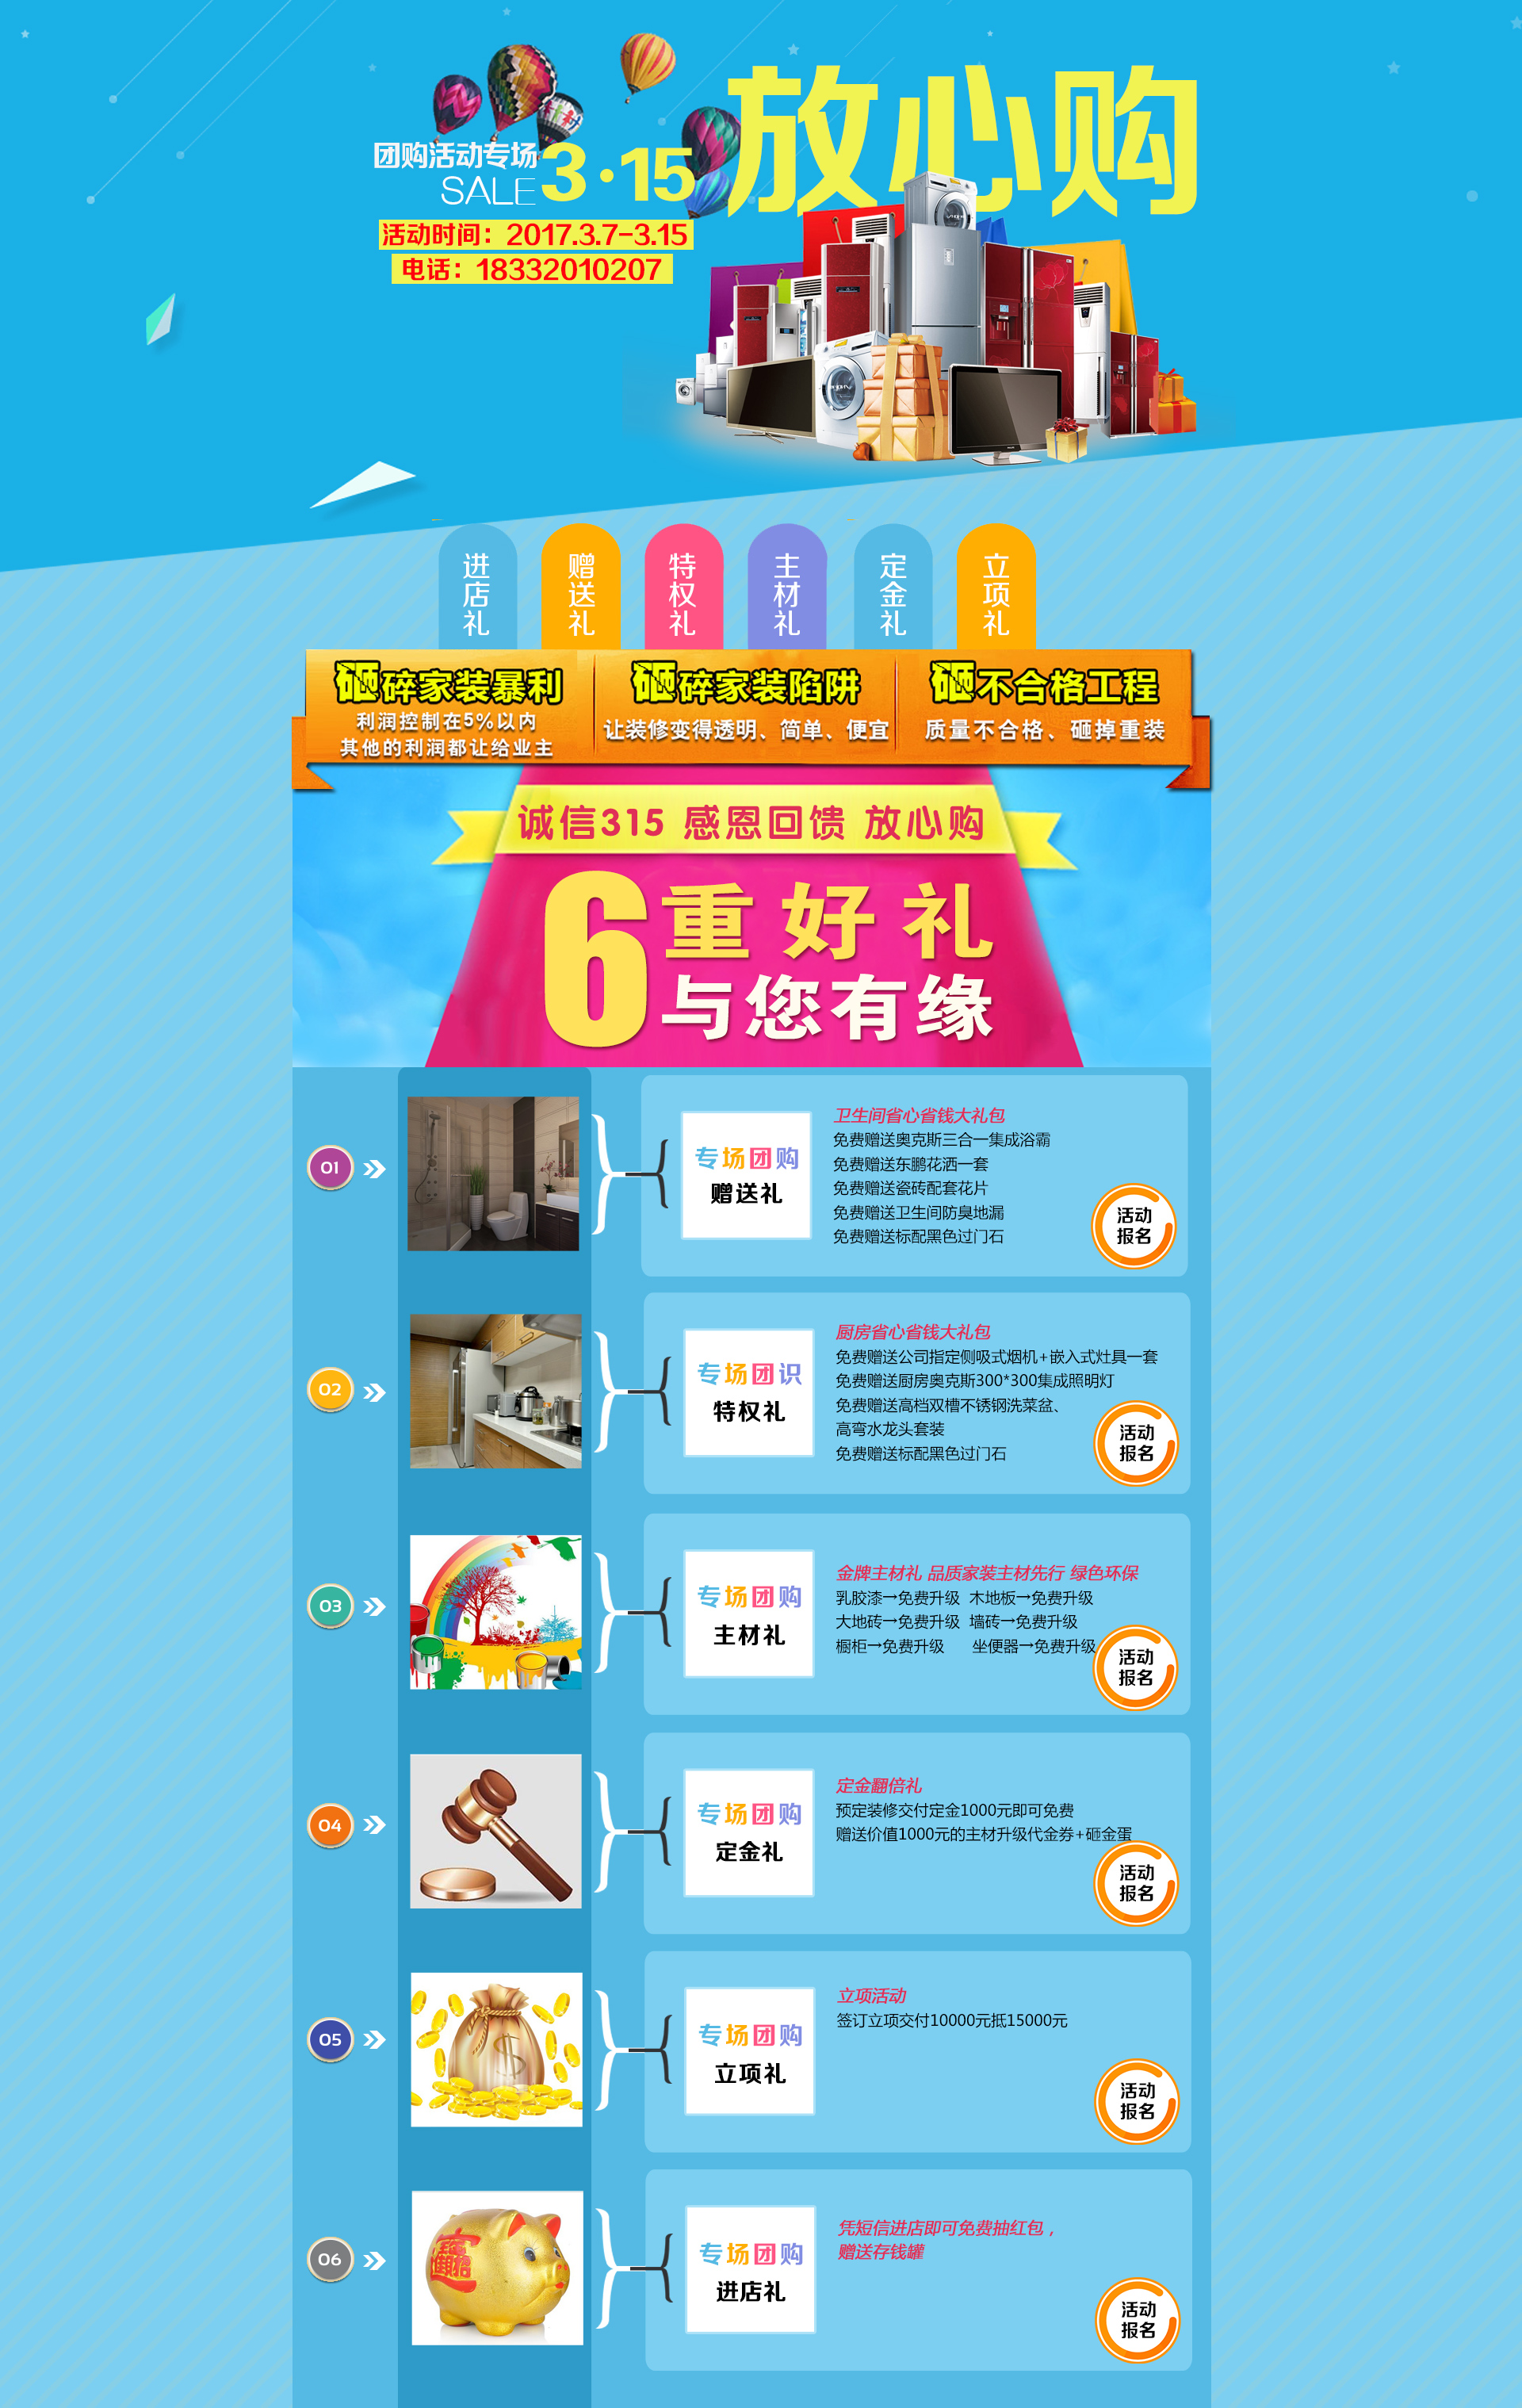 放心购
团购活动专场
SALE
3·15
活动时间：2017.3.7-3.15
电话：18332010207
进店礼
赠送礼
特权礼
主材礼
定金礼
立项礼
砸碎家装暴利
利润控制在5%以内
其他的利润都让给业主
砸碎家装陷阱
让装修变得透明、简单、便宜
砸不合格工程
质量不合格、砸掉重装
诚信315 感恩回馈 放心购
6重好礼
与您有缘
01
专场团购
赠送礼
卫生间省心省钱大礼包
免费赠送奥克斯三合一集成浴霸
免费赠送东鹏花洒一套
免费赠送瓷砖配套花片
免费赠送卫生间防臭地漏
免费赠送标配黑色过门石
活动
报名
02
专场团识
特权礼
厨房省心省钱大礼包
免费赠送公司指定侧吸式烟机+嵌入式灶具一套
免费赠送厨房奥克斯300*300集成照明灯
免费赠送高档双槽不锈钢洗菜盆、
高弯水龙头套装
免费赠送标配黑色过门石
活动
报名
03
专场团购
主材礼
金牌主材礼 品质家装主材先行 绿色环保
乳胶漆→免费升级 木地板→免费升级
大地砖→免费升级 墙砖→免费升级
橱柜→免费升级 坐便器→免费升级
活动
报名
04
专场团购
定金礼
定金翻倍礼
预定装修交付定金1000元即可免费
赠送价值1000元的主材升级代金券+砸金蛋
活动
报名
05
专场团购
立项礼
立项活动
签订立项交付10000元抵15000元
活动
报名
06
专场团购
进店礼
凭短信进店即可免费抽红包，
赠送存钱罐
活动
报名